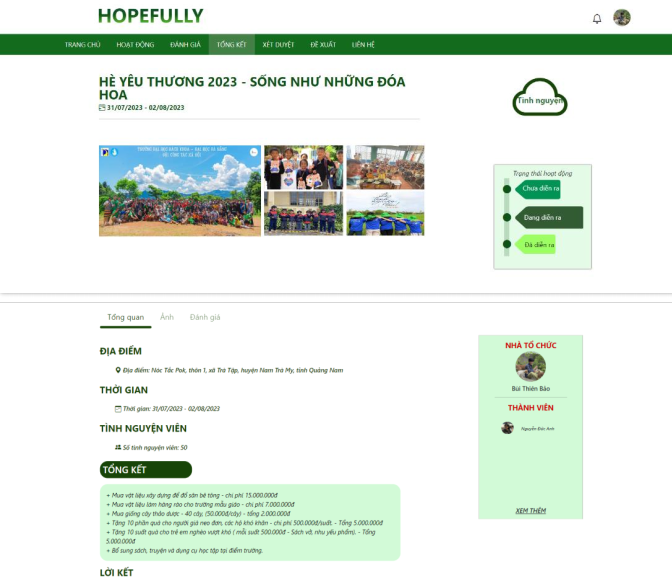 HOPEFULLY
TRANG CHỦ HOẠT ĐỘNG ĐÁNH GIÁ TỔNG KẾT XÉT DUYỆT ĐỀ XUẤT LIÊN HỆ
HÈ YÊU THƯƠNG 2023 - SỐNG NHƯ NHỮNG ĐÓA
HOA
31/07/2023 - 02/08/2023
Tình nguyện
Trạng thái hoạt động
Chưa diễn ra
Đang diễn ra
Đã diễn ra
Tổng quan Ảnh Đánh giá
ĐỊA ĐIỂM
Địa điểm: Nóc Tắc Pok, thôn 1, xã Trà Tập, huyện Nam Trà My, tỉnh Quảng Nam
THỜI GIAN
Thời gian: 31/07/2023 - 02/08/2023
TÌNH NGUYỆN VIÊN
Số tình nguyện viên: 50
TỔNG KẾT
+ Mua vật liệu xây dựng để đổ sân bê tông - chi phí 15.000.000đ
+ Mua vật liệu làm hàng rào cho trường mẫu giáo - chi phí 7.000.000đ
+ Mua giống cây thảo dược - 40 cây, (50.000đ/cây) - tổng 2.000.000đ
+ Tặng 10 phần quà cho người già neo đơn, các hộ khó khăn - chi phí 500.000đ/suất. - Tổng 5.000.000đ
+ Tặng 10 suất quà cho trẻ em nghèo vượt khó ( mỗi suất 500.000đ - Sách vở, nhu yếu phẩm). - Tổng
5.000.000đ
+ Bổ sung sách, truyện và dụng cụ học tập tại điểm trường.
LỜI KẾT
NHÀ TỔ CHỨC
Bùi Thiên Bảo
THÀNH VIÊN
Nguyễn Đức Anh
XEM THÊM